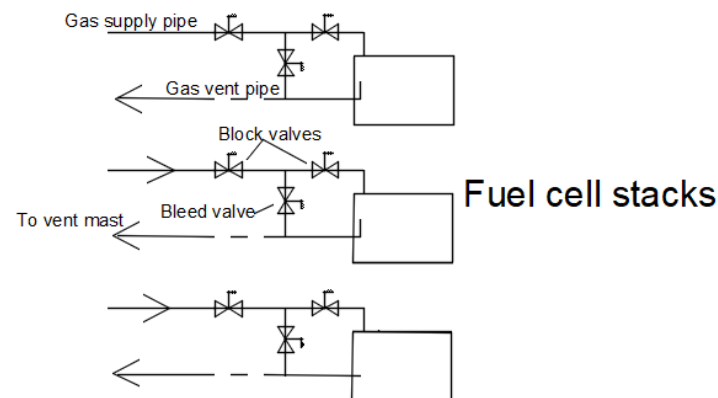 Gas supply pipe
Gas vent pipe
Block valves
Fuel cell stacks
To vent mast
Bleed valve